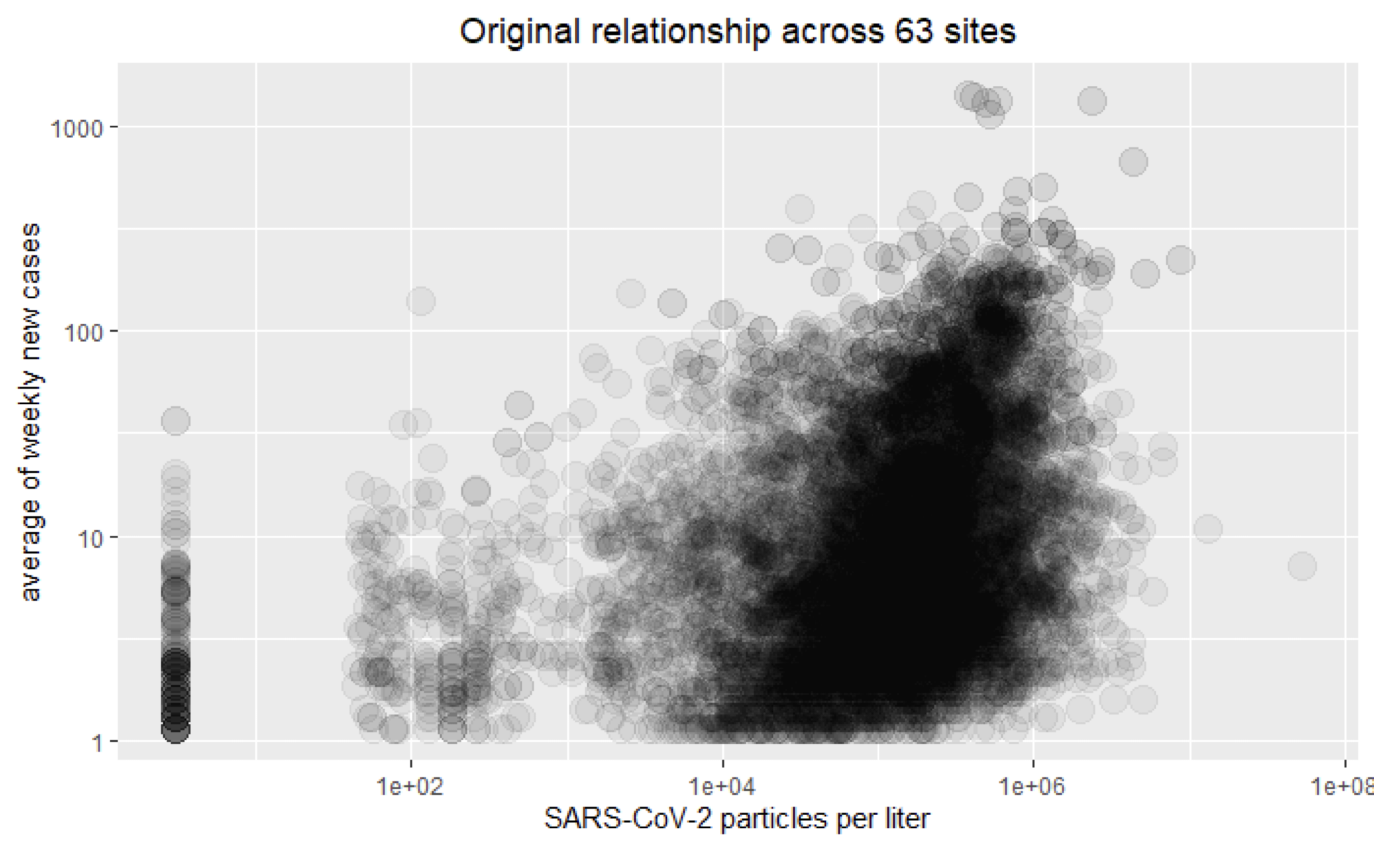 Original relationship across 63 sites
1000
100
10
1
average of weekly new cases
1e+02
1e+04
1e+06
1e+08
SARS-CoV-2 particles per liter